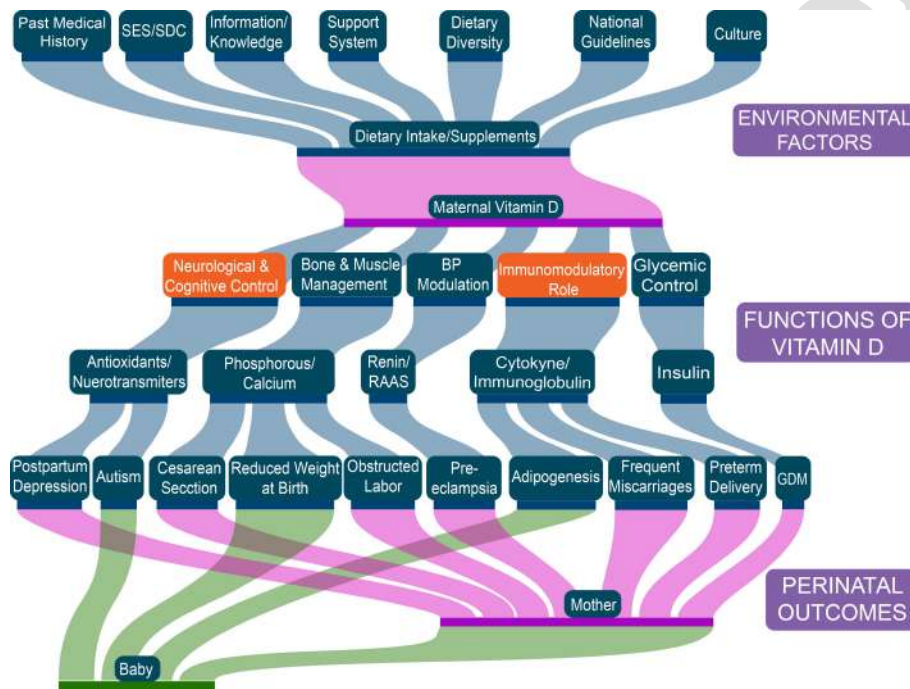 Past Medical
History
SES/SDC
Information/
Knowledge
Support
System
Dietary
Diversity
National
Guidelines
Culture
ENVIRONMENTAL
FACTORS
Dietary Intake/Supplements
Maternal Vitamin D
Neurological &
Cognitive Control
Bone & Muscle
Management
BP
Modulation
Immunomodulatory
Role
Glycemic
Control
FUNCTIONS OF
VITAMIN D
Antioxidants/
Nuerotransmiters
Phosphorous/
Calcium
Renin/
RAAS
Cytokyne/
Immunoglobulin
Insulin
Postpartum
Depression
Autism
Cesarean
Secction
Reduced Weight
at Birth
Obstructed
Labor
Pre-
eclampsia
Adipogenesis
Frequent
Miscarriages
Preterm
Delivery
GDM
PERINATAL
OUTCOMES
Mother
Baby